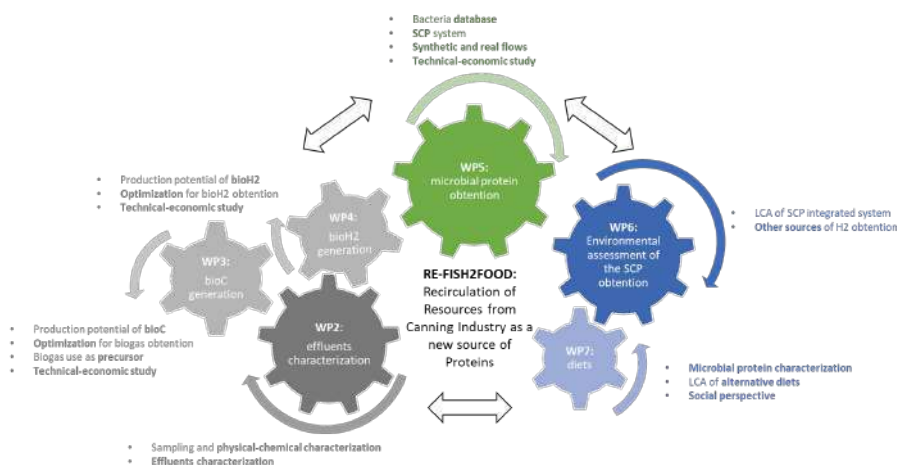 • Bacteria database
• SCP system
• Synthetic and real flows
• Technical-economic study
WP5:
microbial protein
obtention
• Production potential of bioH2
• Optimization for bioH2 obtention
• Technical-economic study
WP4:
bioH2
generation
WP3:
bioC
generation
• Production potential of bioC
• Optimization for biogas obtention
• Biogas use as precursor
• Technical-economic study
WP2:
effluents
characterization
• Sampling and physical-chemical characterization
• Effluents characterization
RE-FISH2FOOD:
Recirculation of
Resources from
Canning Industry as a
new source of
Proteins
WP6:
Environmental
assessment of
the SCP
obtention
• LCA of SCP integrated system
• Other sources of H2 obtention
WP7:
diets
• Microbial protein characterization
• LCA of alternative diets
• Social perspective